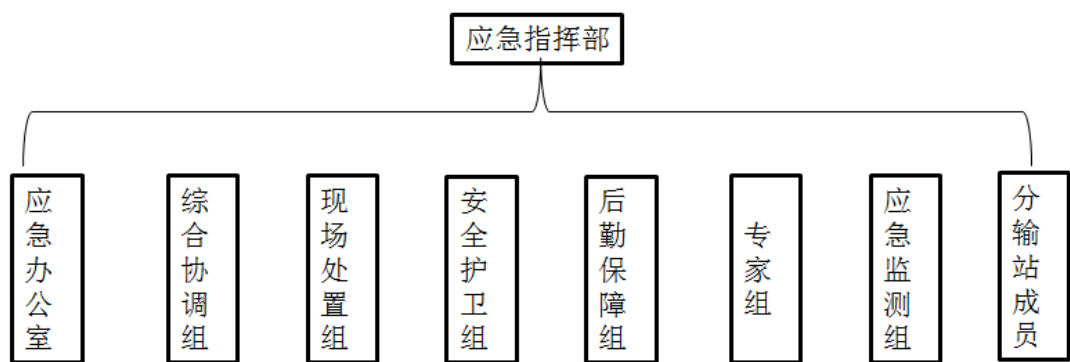 应急指挥部
应急办公室
综合协调组
现场处置组
安全护卫组
后勤保障组
专家组
应急监测组
分输站成员